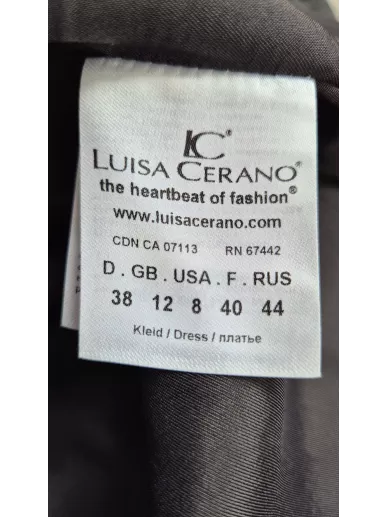 LC®
LUISA CERANO®
the heartbeat of fashion®
www.luisacerano.com
CDN CA 07113 RN 67442
D . GB . USA . F . RUS
38 12 8 40 44
Kleid / Dress / платье